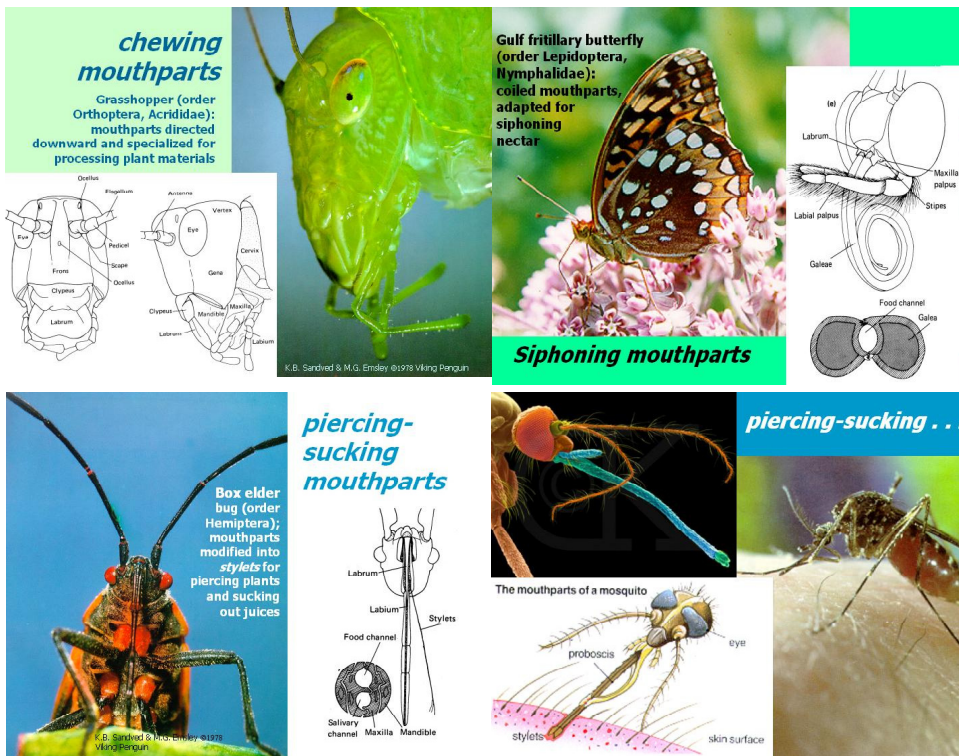 chewing
mouthparts
Grasshopper (order
Orthoptera, Acrididae):
mouthparts directed
downward and specialized for
processing plant materials
Ocellus
Flagellum
Eye
Pedicel
Scape
Frons
Ocellus
Clypeus
Labrum
Antenna
Vertex
Eye
Cervix
Gena
Clypeus
Maxilla
Mandible
Labrum
Labium
K.B. Sandved & M.G. Emsley ©1978 Viking Penguin
Gulf fritillary butterfly
(order Lepidoptera,
Nymphalidae):
coiled mouthparts,
adapted for
siphoning
nectar
Siphoning mouthparts
(e)
Labrum
Maxilla
palpus
Stipes
Labial palpus
Galeae
Food channel
Galea
Box elder
bug (order
Hemiptera);
mouthparts
modified into
stylets for
piercing plants
and sucking
out juices
K.B. Sandved & M.G. Emsley ©1978
Viking Penguin
piercing-
sucking
mouthparts
Labrum
Labium
Stylets
Food channel
Salivary
channel
Maxilla
Mandible
piercing-sucking . . .
The mouthparts of a mosquito
eye
proboscis
stylets
skin surface